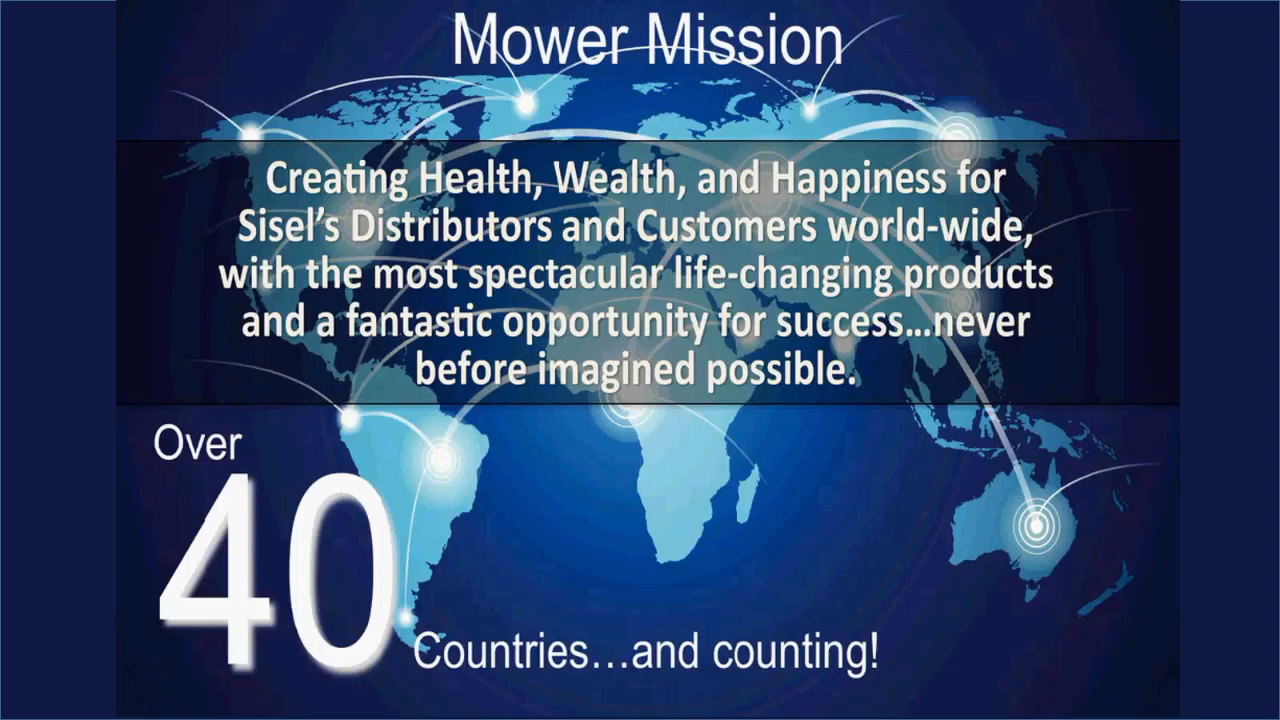 Mower Mission
Creating Health, Wealth, and Happiness for
Sisel’s Distributors and Customers world-wide,
with the most spectacular life-changing products
and a fantastic opportunity for success...never
before imagined possible.
Over
40
Countries...and counting!